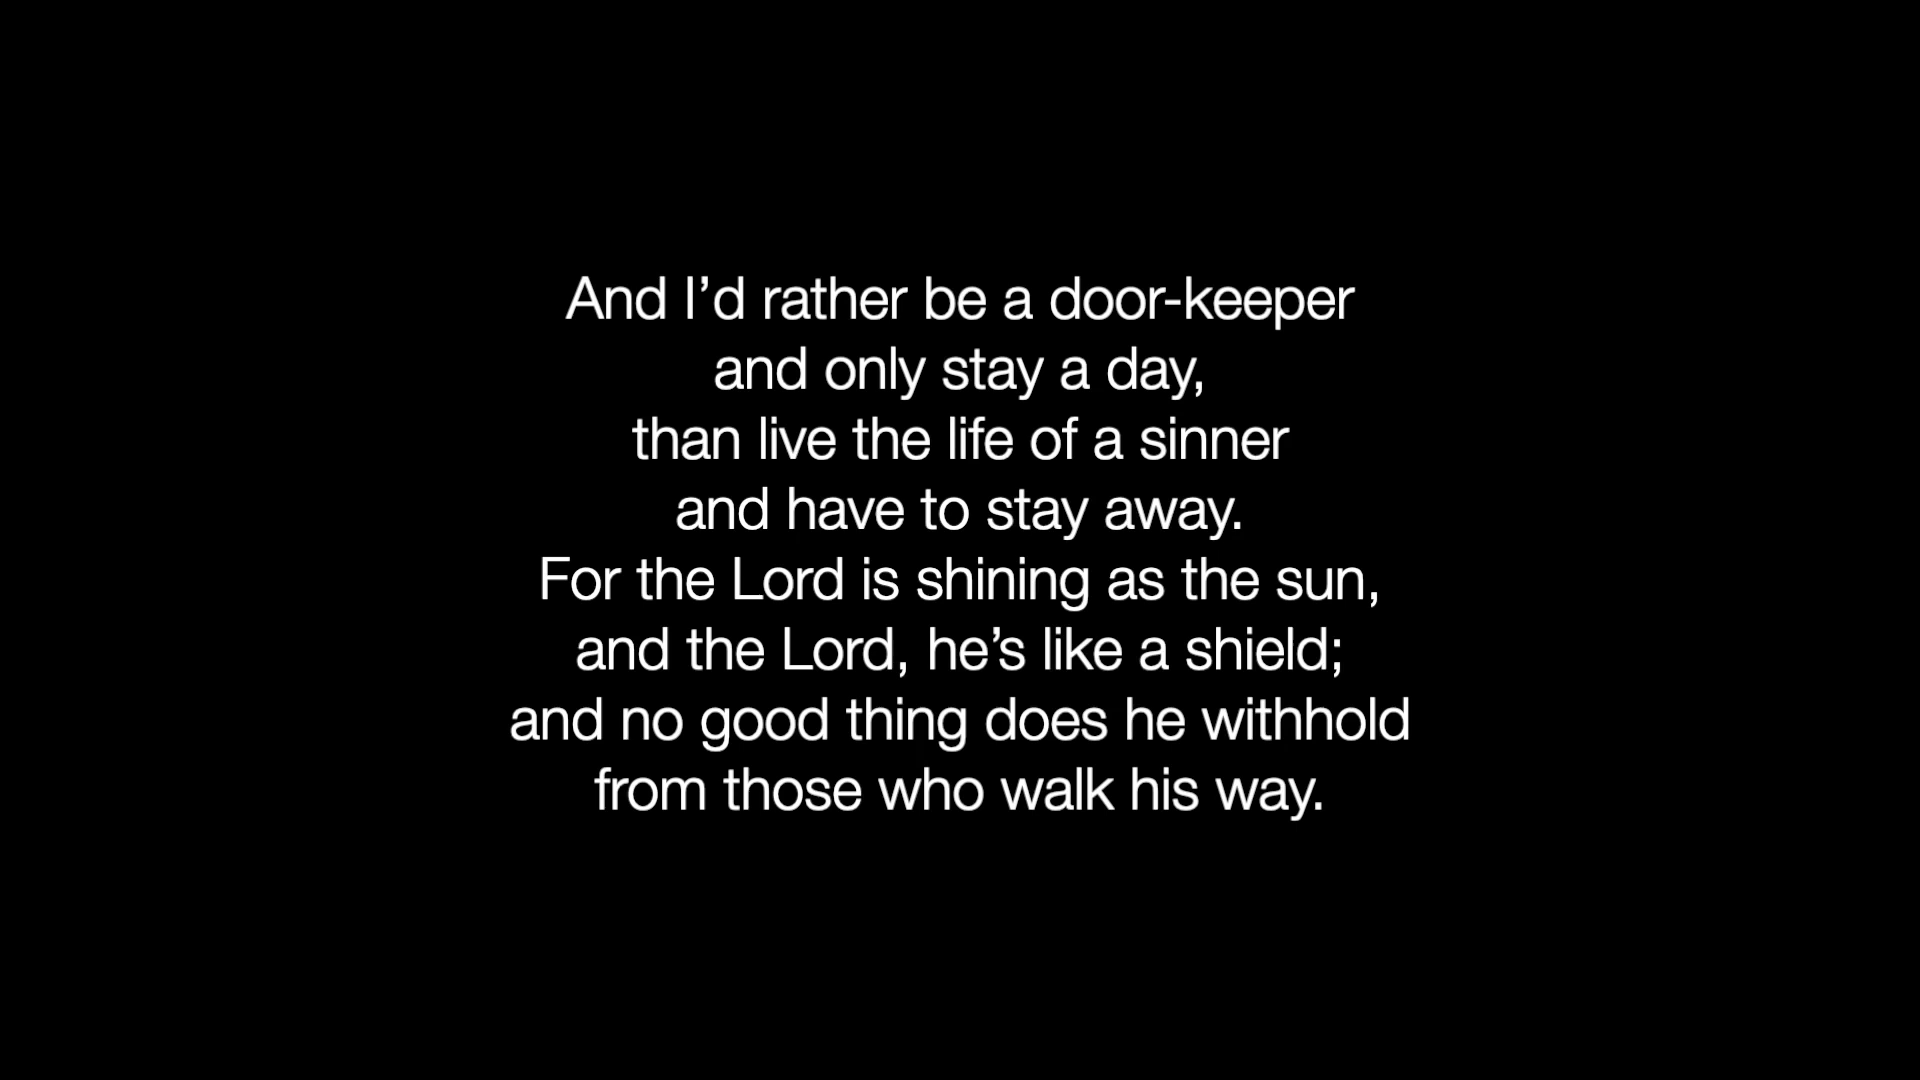 And I’d rather be a door-keeper
and only stay a day,
than live the life of a sinner
and have to stay away.
For the Lord is shining as the sun,
and the Lord, he’s like a shield;
and no good thing does he withhold
from those who walk his way.